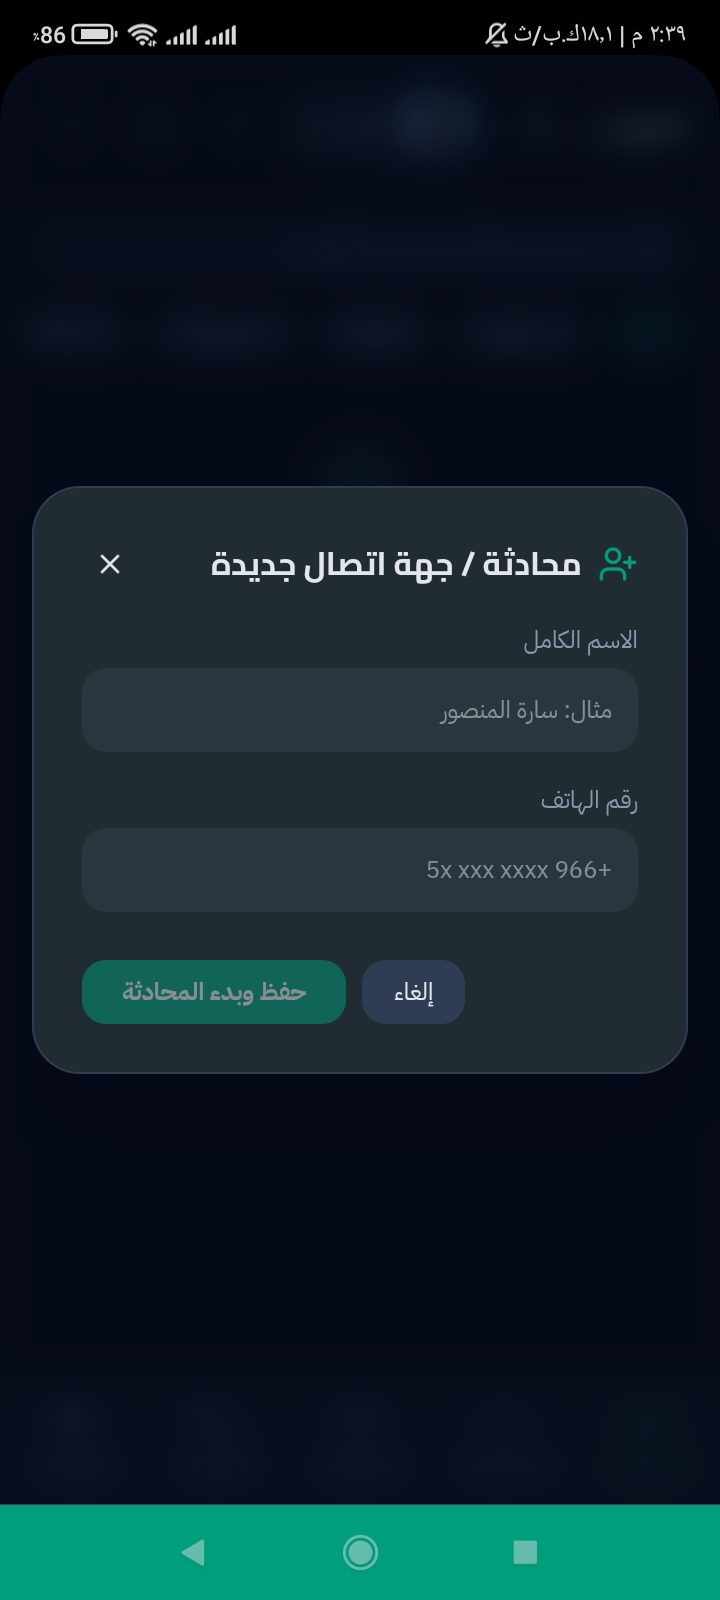 ٢:٣٩ م | ١٨,١ك.ب/ث
86٪
محادثة / جهة اتصال جديدة
الاسم الكامل
مثال: سارة المنصور
رقم الهاتف
+966 5x xxx xxxx
إلغاء
حفظ وبدء المحادثة